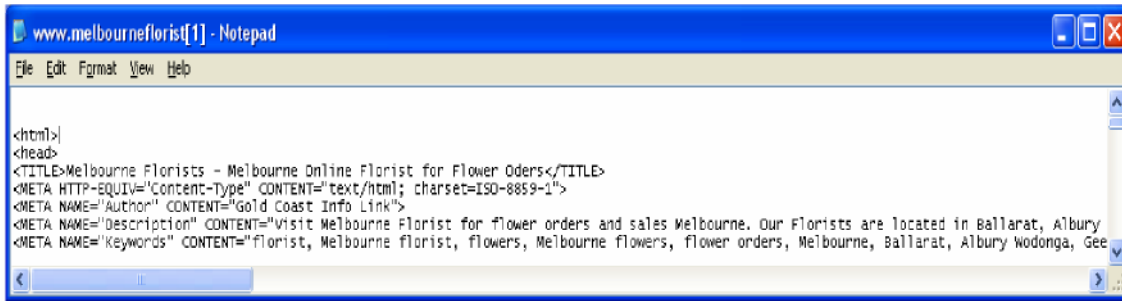 www.melbourneflorist[1] - Notepad
File Edit Format View Help
<html>
<head>
<TITLE>Melbourne Florists - Melbourne Online Florist for Flower Oders</TITLE>
<META HTTP-EQUIV="Content-Type" CONTENT="text/html; charset=ISO-8859-1">
<META NAME="Author" CONTENT="Gold Coast Info Link">
<META NAME="Description" CONTENT="Visit Melbourne Florist for flower orders and sales Melbourne. Our Florists are located in Ballarat, Albury
<META NAME="Keywords" CONTENT="florist, Melbourne florist, flowers, Melbourne flowers, flower orders, Melbourne, Ballarat, Albury Wodonga, Gee